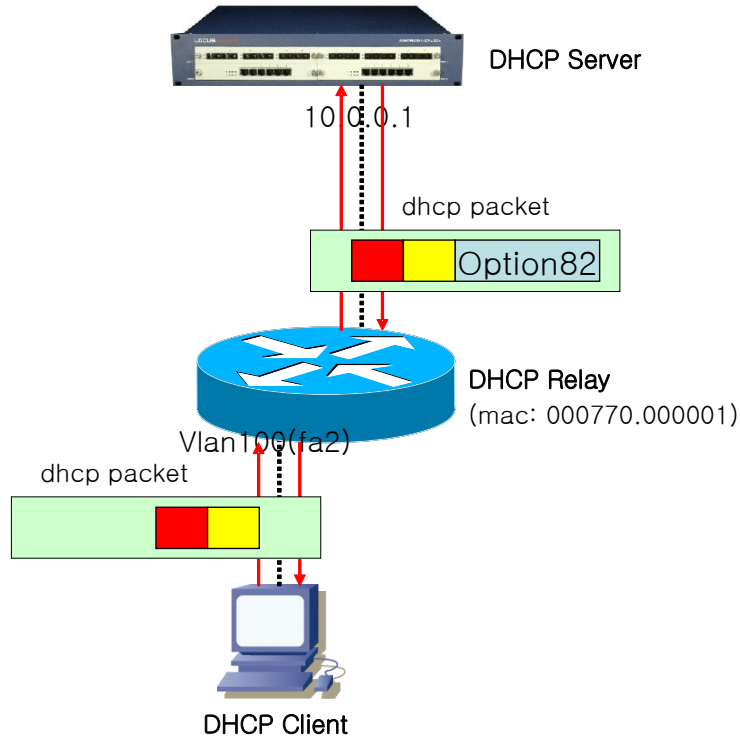 DHCP Server
10.0.0.1
dhcp packet
Option82
DHCP Relay
(mac: 000770.000001)
Vlan100(fa2)
dhcp packet
DHCP Client